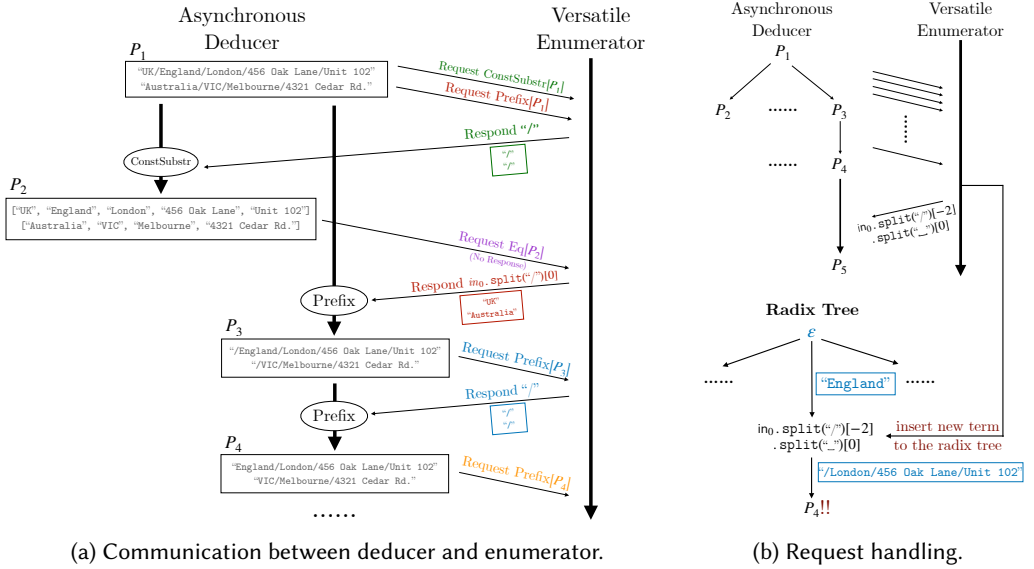 Asynchronous
Deducer
Versatile
Enumerator
P1
"UK/England/London/456 Oak Lane/Unit 102"
"Australia/VIC/Melbourne/4321 Cedar Rd."
Request ConstSubstr[P1]
Request Prefix[P1]
Respond "/"
"/"
"/"
ConstSubstr
P2
["UK", "England", "London", "456 Oak Lane", "Unit 102"]
["Australia", "VIC", "Melbourne", "4321 Cedar Rd."]
Request Eq[P2]
(No Response)
Respond in0.split("/")[0]
"UK"
"Australia"
Prefix
P3
"/England/London/456 Oak Lane/Unit 102"
"/VIC/Melbourne/4321 Cedar Rd."
Request Prefix[P3]
Respond "/"
"/"
"/"
Prefix
P4
"England/London/456 Oak Lane/Unit 102"
"VIC/Melbourne/4321 Cedar Rd."
Request Prefix[P4]
......
(a) Communication between deducer and enumerator.
Asynchronous
Deducer
Versatile
Enumerator
P1
P2
......
P3
......
......
P4
in0.split("/")[−2]
.split("␣")[0]
P5
Radix Tree
ε
......
"England"
......
in0.split("/")[−2]
.split("␣")[0]
insert new term
to the radix tree
"/London/456 Oak Lane/Unit 102"
P4!!
(b) Request handling.